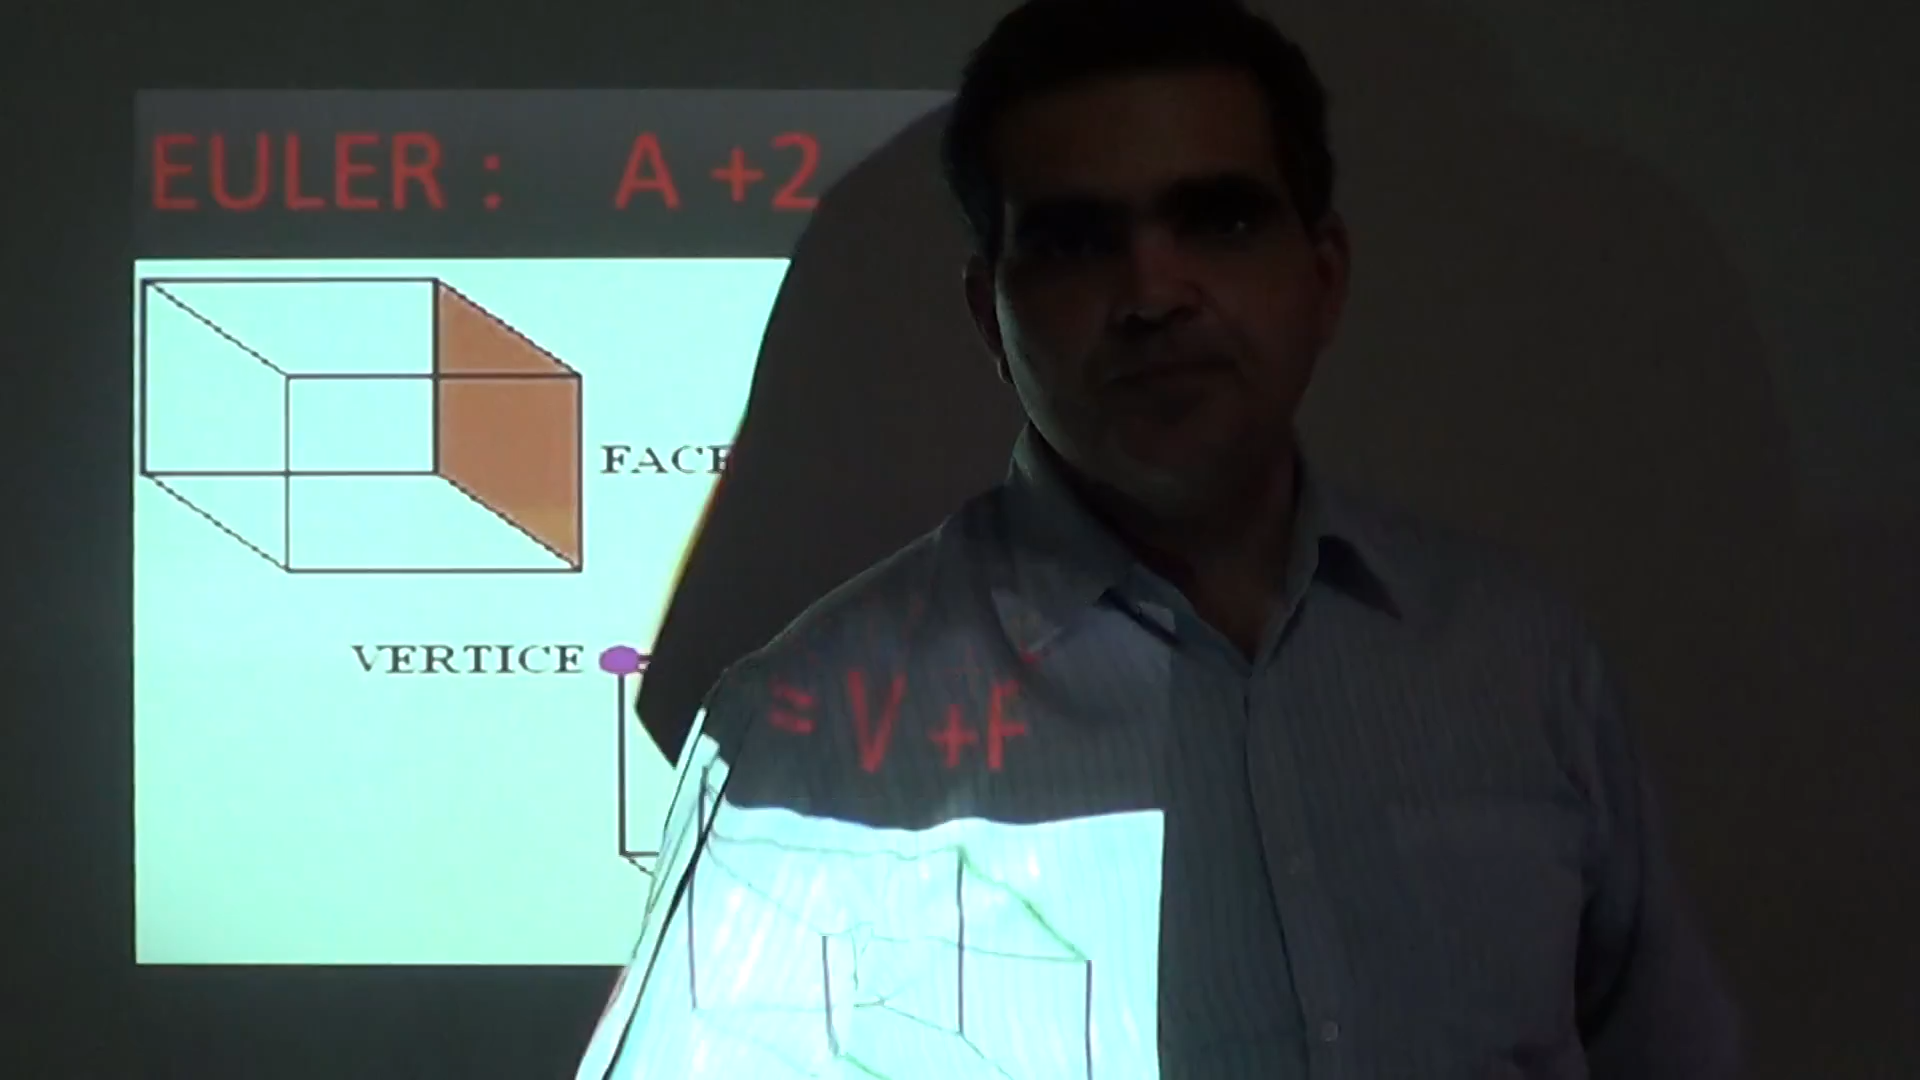 EULER : A +2
FACE
VERTICE
= V +F